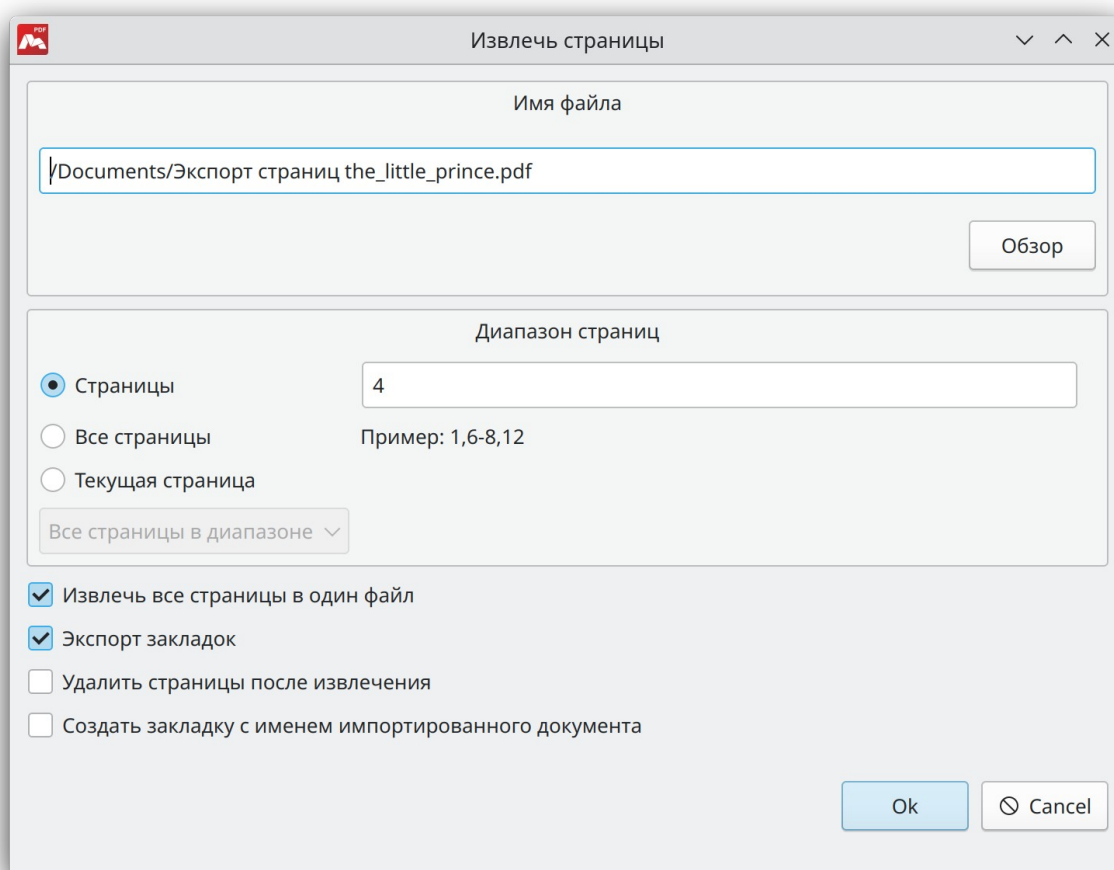 PDF
Извлечь страницы
Имя файла
/Documents/Экспорт страниц the_little_prince.pdf
Обзор
Диапазон страниц
Страницы
4
Все страницы
Пример: 1,6-8,12
Текущая страница
Все страницы в диапазоне
Извлечь все страницы в один файл
Экспорт закладок
Удалить страницы после извлечения
Создать закладку с именем импортированного документа
Ok
Cancel